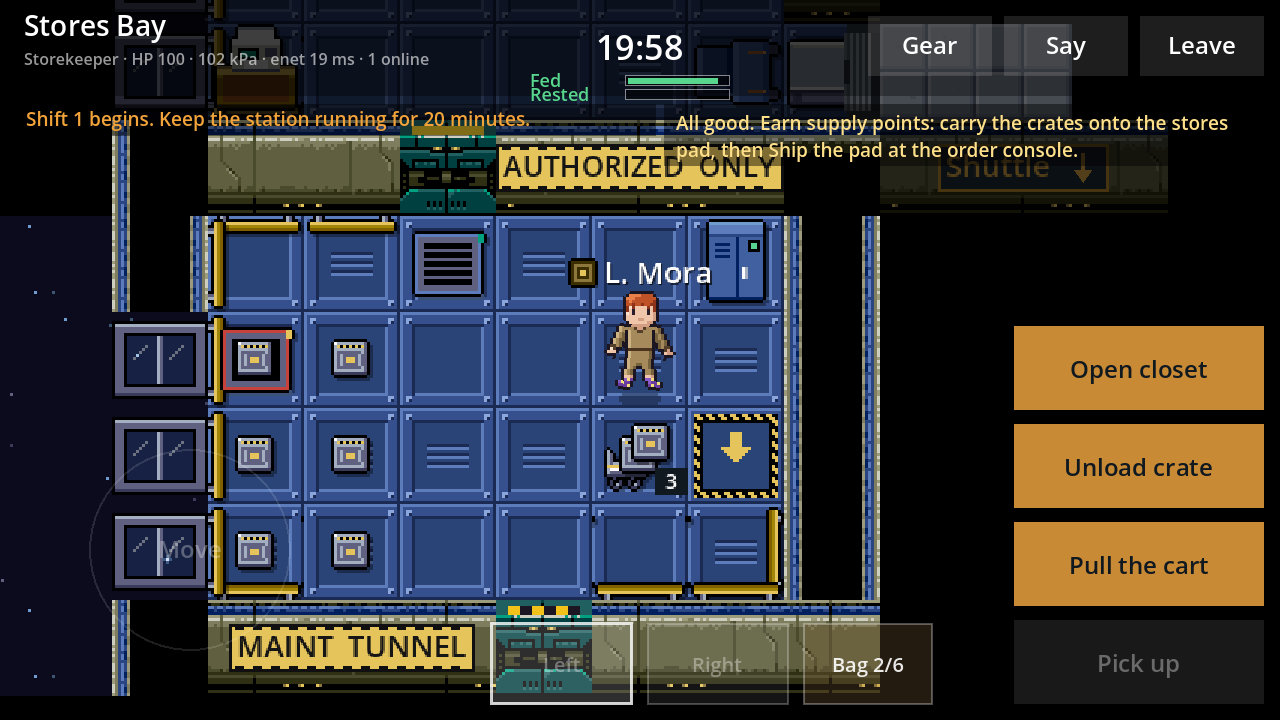 Stores Bay
Storekeeper · HP 100 · 102 kPa · enet 19 ms · 1 online
19:58
Fed
Rested
Gear
Say
Leave
Shift 1 begins. Keep the station running for 20 minutes.
All good. Earn supply points: carry the crates onto the stores
pad, then Ship the pad at the order console.
AUTHORIZED ONLY
Shuttle
L. Mora
Open closet
Unload crate
3
Move
Pull the cart
MAINT TUNNEL
Left
Right
Bag 2/6
Pick up